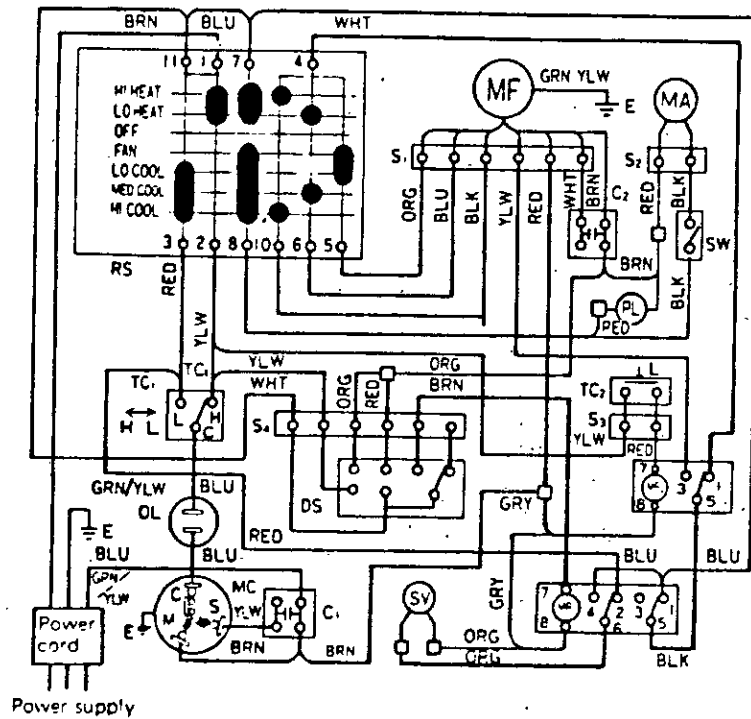 BRN BLU WHT
11 1 7 4
MF GRN YLW
E
MA
HI HEAT
LO HEAT
OFF
FAN
LO COOL
MED COOL
HI COOL
S1
S2
ORG BLU BLK YLW RED WHT BRN
C2
RED BLK
SW
3 2 8 10 6 5
RS
RED
BRN
PL
BLK
RED
YLW
TC1
YLW
ORG
TC1
WHT
ORG RED
BRN
L
TC2
L H
C
H L
S4
S3
YLW
RED
GRN/YLW
BLU
OL
DS
GRY
7
8
3 1
5
RED
E
BLU
BLU
BLU BLU
GRN/
YLW
C
S
M
MC
YLW
C1
E
SV
GRY
7
8
4 2 3 1
6 5
Power
cord
BRN BRN
ORG
ORG
BLK
Power supply